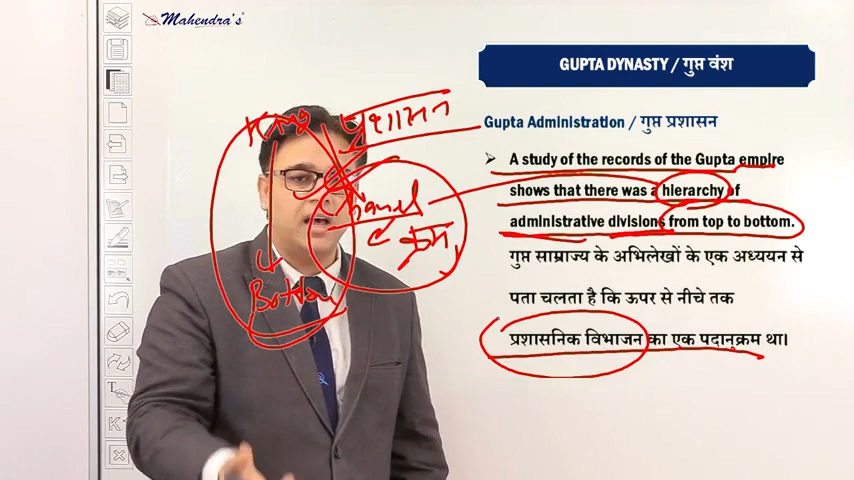 Mahendra's
GUPTA DYNASTY / गुप्त वंश
Gupta Administration / गुप्त प्रशासन
A study of the records of the Gupta empire
shows that there was a hierarchy of
administrative divisions from top to bottom.
गुप्त साम्राज्य के अभिलेखों के एक अध्ययन से
पता चलता है कि ऊपर से नीचे तक
प्रशासनिक विभाजन का एक पदानुक्रम था।
प्रशासन
क्रम
Bottom